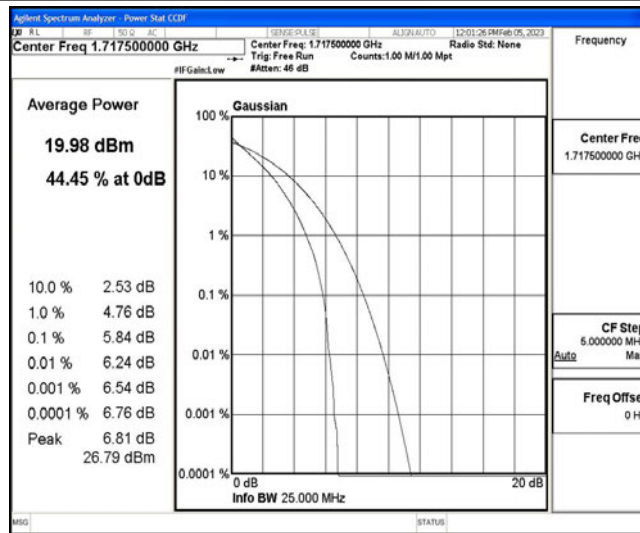 Agilent Spectrum Analyzer - Power Stat CCDF
RL RF 50 Ω AC SENSE:PULSE ALIGN AUTO 12:01:26 PM Feb 05, 2023
Center Freq 1.717500000 GHz
Center Freq: 1.717500000 GHz Radio Std: None
Trig: Free Run Counts:1.00 M/1.00 Mpt
#IFGain:Low #Atten: 46 dB
Frequency
Average Power
19.98 dBm
44.45 % at 0dB
10.0 % 2.53 dB
1.0 % 4.76 dB
0.1 % 5.84 dB
0.01 % 6.24 dB
0.001 % 6.54 dB
0.0001 % 6.76 dB
Peak 6.81 dB
26.79 dBm
Gaussian
100 %
10 %
1 %
0.1 %
0.01 %
0.001 %
0.0001 %
0 dB 20 dB
Info BW 25.000 MHz
Center Fre
1.717500000 GH
CF Step
5.000000 MH
Auto Ma
Freq Offse
0 H
MSG STATUS